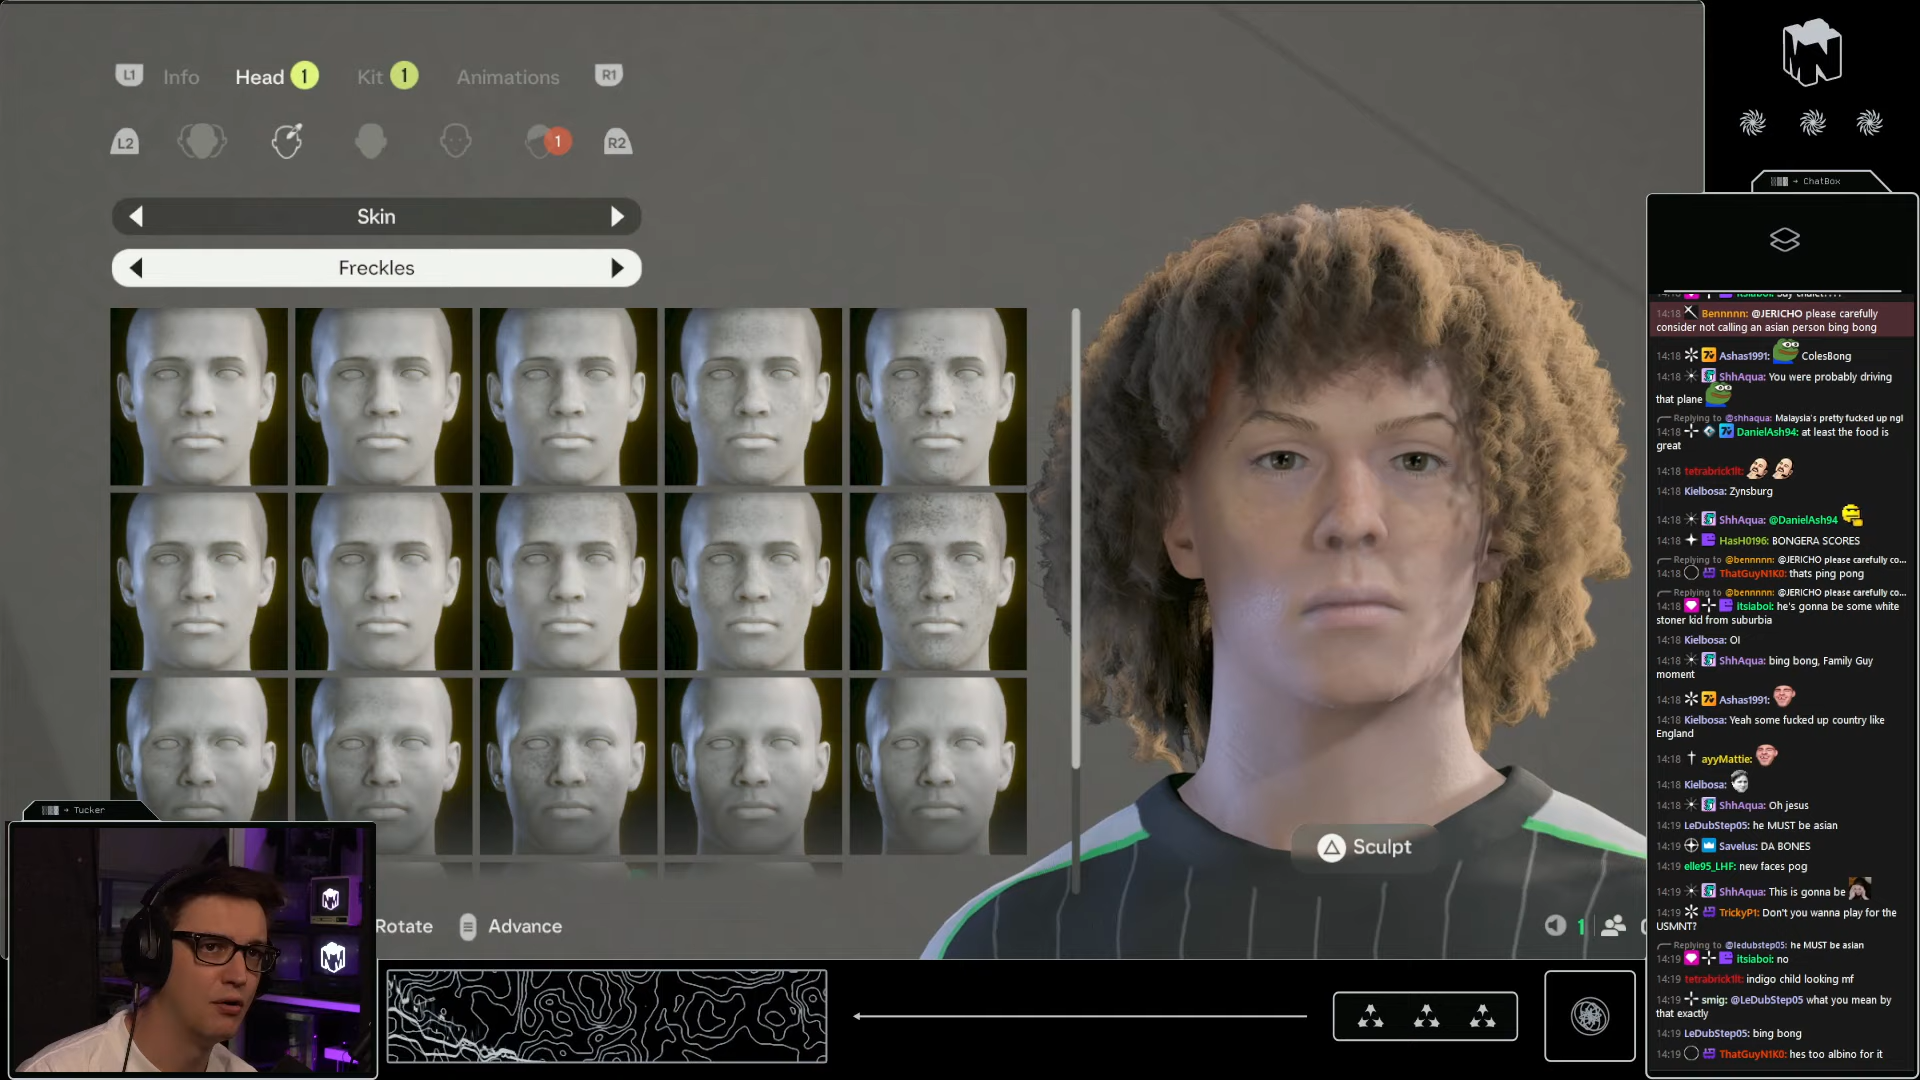 L1 Info Head 1 Kit 1 Animations R1
L2 1 R2
Skin
Freckles
Sculpt
Rotate Advance
1
→ Tucker
→ ChatBox
14:18 Bennnnn: @JERICHO please carefully
consider not calling an asian person bing bong
14:18 Ashas1991: ColesBong
14:18 ShhAqua: You were probably driving
that plane
Replying to @shhaqua: Malaysia's pretty fucked up ngl
14:18 DanielAsh94: at least the food is
great
14:18 tetrabrick1lt:
14:18 Kielbosa: Zynsburg
14:18 ShhAqua: @DanielAsh94
14:18 HasH0196: BONGERA SCORES
Replying to @bennnnn: @JERICHO please carefully co...
14:18 ThatGuyN1K0: thats ping pong
Replying to @bennnnn: @JERICHO please carefully co...
14:18 itsiaboi: he's gonna be some white
stoner kid from suburbia
14:18 Kielbosa: OI
14:18 ShhAqua: bing bong, Family Guy
moment
14:18 Ashas1991:
14:18 Kielbosa: Yeah some fucked up country like
England
14:18 ayyMattie:
14:18 Kielbosa:
14:18 ShhAqua: Oh jesus
14:19 LeDubStep05: he MUST be asian
14:19 Savelus: DA BONES
14:19 elle95_LHF: new faces pog
14:19 ShhAqua: This is gonna be
14:19 TrickyP1: Don't you wanna play for the
USMNT?
Replying to @ledubstep05: he MUST be asian
14:19 itsiaboi: no
14:19 tetrabrick1lt: indigo child looking mf
14:19 smig: @LeDubStep05 what you mean by
that exactly
14:19 LeDubStep05: bing bong
14:19 ThatGuyN1K0: hes too albino for it